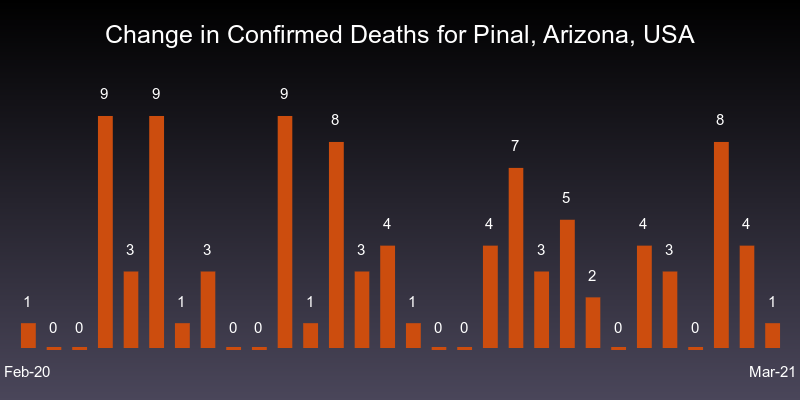 Change in Confirmed Deaths for Pinal, Arizona, USA
1 0 0 9 3 9 1 3 0 0 9 1 8 3 4 1 0 0 4 7 3 5 2 0 4 3 0 8 4 1
Feb-20 Mar-21